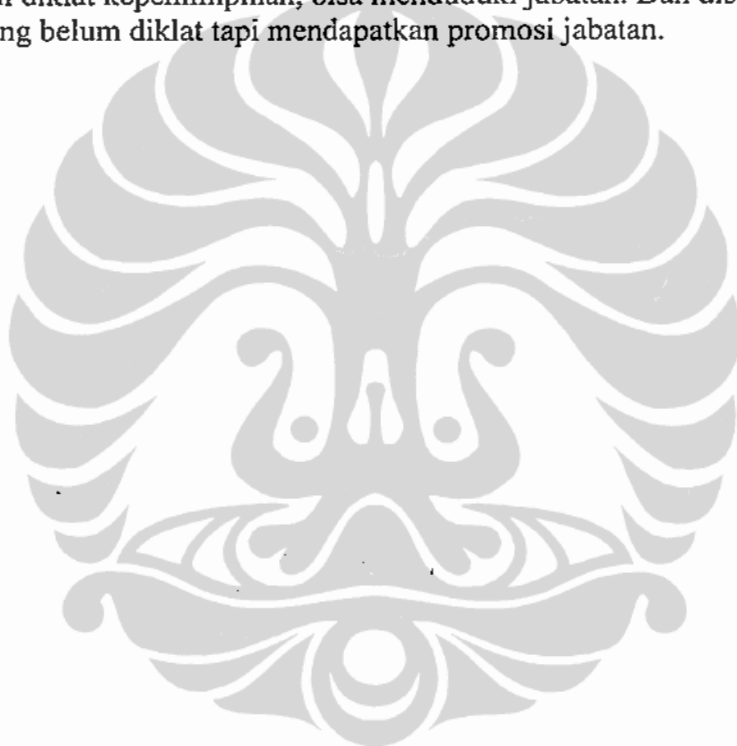 diklat kepemimpinan, bisa menduduki jabatan. Dan
ng belum diklat tapi mendapatkan promosi jabatan.